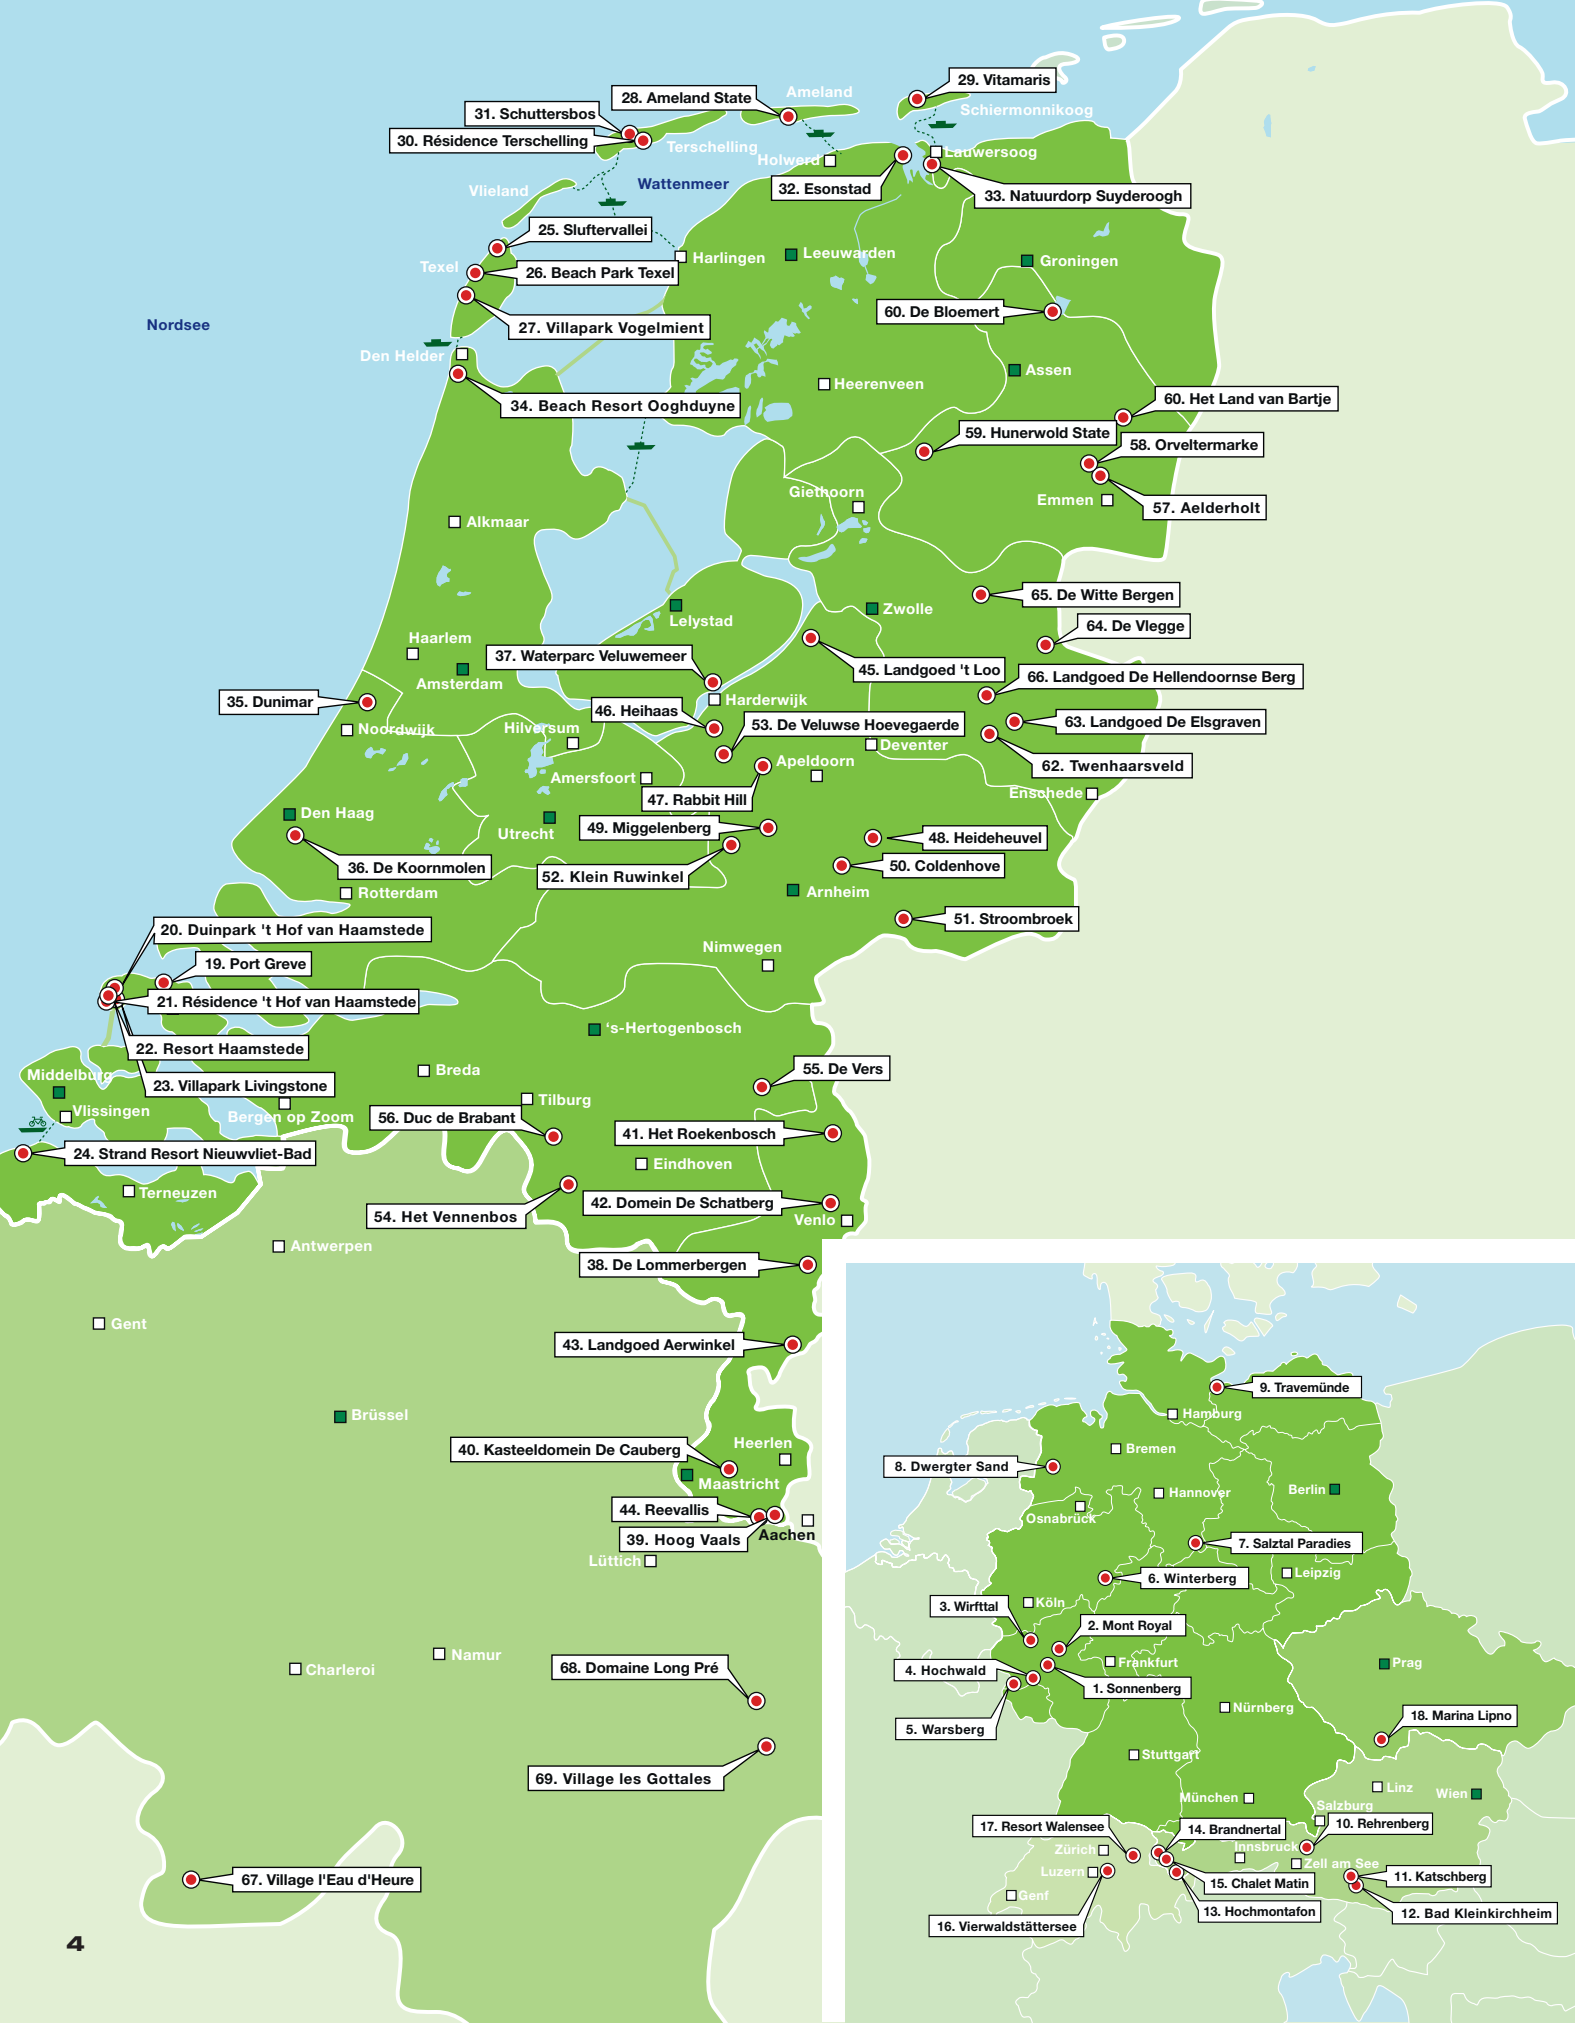 29. Vitamaris
Ameland
28. Ameland State
Schiermonnikoog
31. Schuttersbos
30. Résidence Terschelling
Terschelling
Holwerd
Lauwersoog
Wattenmeer
32. Esonstad
Vlieland
33. Natuurdorp Suyderoogh
25. Sluftervallei
Harlingen
Leeuwarden
Groningen
Texel
26. Beach Park Texel
60. De Bloemert
Nordsee
27. Villapark Vogelmient
Den Helder
Assen
Heerenveen
60. Het Land van Bartje
34. Beach Resort Ooghduyne
59. Hunerwold State
58. Orveltermarke
Giethoorn
Emmen
57. Aelderholt
Alkmaar
65. De Witte Bergen
Zwolle
Lelystad
64. De Vlegge
Haarlem
37. Waterparc Veluwemeer
45. Landgoed 't Loo
66. Landgoed De Hellendoornse Berg
Amsterdam
35. Dunimar
Harderwijk
46. Heihaas
63. Landgoed De Elsgraven
53. De Veluwse Hoevegaerde
Noordwijk
Hilversum
Deventer
Apeldoorn
62. Twenhaarsveld
Amersfoort
Enschede
47. Rabbit Hill
Den Haag
49. Miggelenberg
Utrecht
48. Heideheuvel
36. De Koornmolen
50. Coldenhove
52. Klein Ruwinkel
Rotterdam
Arnheim
51. Stroombroek
20. Duinpark 't Hof van Haamstede
Nimwegen
19. Port Greve
21. Résidence 't Hof van Haamstede
's-Hertogenbosch
22. Resort Haamstede
55. De Vers
Middelburg
Breda
23. Villapark Livingstone
Tilburg
Vlissingen
Bergen op Zoom
56. Duc de Brabant
41. Het Roekenbosch
24. Strand Resort Nieuwvliet-Bad
Eindhoven
Terneuzen
42. Domein De Schatberg
54. Het Vennenbos
Venlo
Antwerpen
38. De Lommerbergen
Gent
43. Landgoed Aerwinkel
Brüssel
40. Kasteeldomein De Cauberg
Heerlen
Maastricht
44. Reevallis
39. Hoog Vaals
Aachen
Lüttich
Namur
Charleroi
68. Domaine Long Pré
69. Village les Gottales
67. Village l'Eau d'Heure
4
9. Travemünde
Hamburg
Bremen
8. Dwergter Sand
Hannover
Berlin
Osnabrück
7. Salztal Paradies
6. Winterberg
Leipzig
3. Wirfttal
Köln
2. Mont Royal
Frankfurt
Prag
4. Hochwald
1. Sonnenberg
Nürnberg
18. Marina Lipno
5. Warsberg
Stuttgart
Linz
Wien
München
Salzburg
17. Resort Walensee
14. Brandnertal
10. Rehrenberg
Zürich
Innsbruck
Zell am See
Luzern
11. Katschberg
15. Chalet Matin
Genf
13. Hochmontafon
12. Bad Kleinkirchheim
16. Vierwaldstättersee